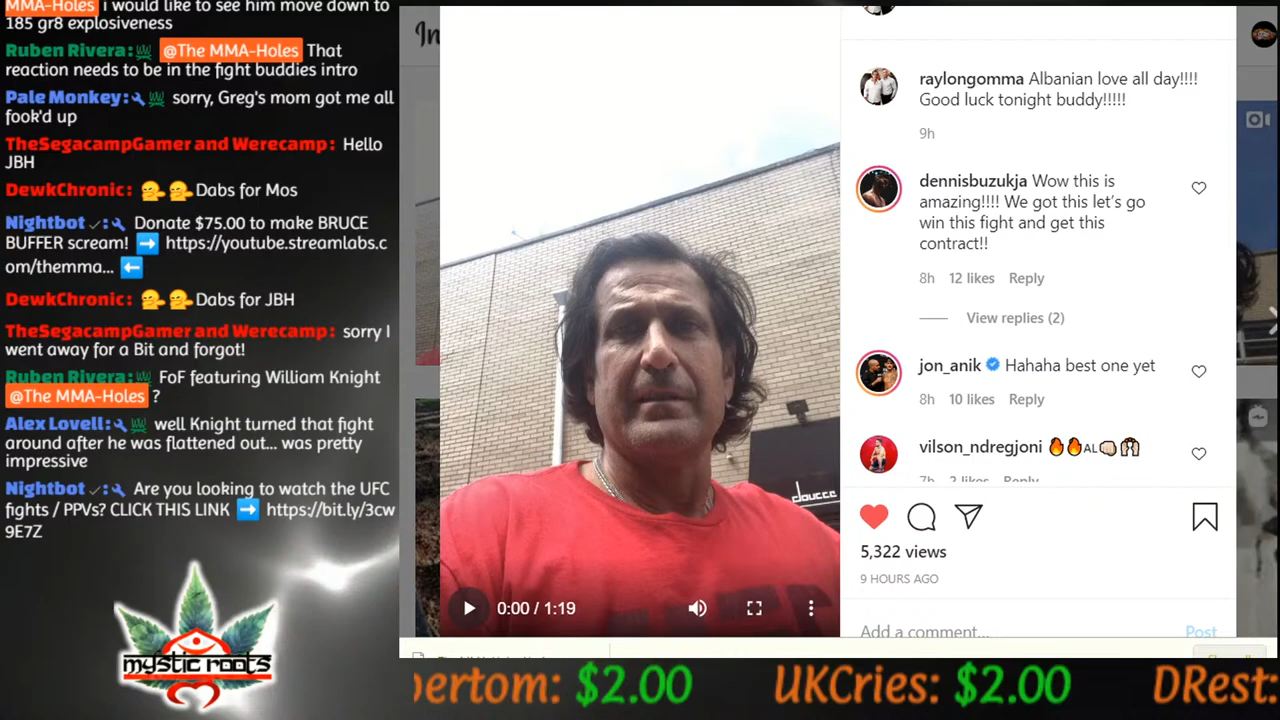 MMA-Holes i would like to see him move down to
185 gr8 explosiveness
Ruben Rivera: @The MMA-Holes That
reaction needs to be in the fight buddies intro
Pale Monkey: sorry, Greg's mom got me all
fook'd up
TheSegacampGamer and Werecamp: Hello
JBH
DewkChronic: Dabs for Mos
Nightbot ✓: Donate $75.00 to make BRUCE
BUFFER scream! ➡ https://youtube.streamlabs.c
om/themma... ⬅
DewkChronic: Dabs for JBH
TheSegacampGamer and Werecamp: sorry I
went away for a Bit and forgot!
Ruben Rivera: FoF featuring William Knight
@The MMA-Holes ?
Alex Lovell: well Knight turned that fight
around after he was flattened out... was pretty
impressive
Nightbot ✓: Are you looking to watch the UFC
fights / PPVs? CLICK THIS LINK ➡ https://bit.ly/3cw
9E7Z
mystic roots
In
doucce
0:00 / 1:19
raylongomma Albanian love all day!!!!
Good luck tonight buddy!!!!!
9h
dennisbuzukja Wow this is
amazing!!!! We got this let's go
win this fight and get this
contract!!
8h 12 likes Reply
View replies (2)
jon_anik Hahaha best one yet
8h 10 likes Reply
vilson_ndregjoni 🔥🔥AL👊🏻🙌🏻
7h 2 likes Reply
5,322 views
9 HOURS AGO
Add a comment... Post
pertom: $2.00 UKCries: $2.00 DRest: